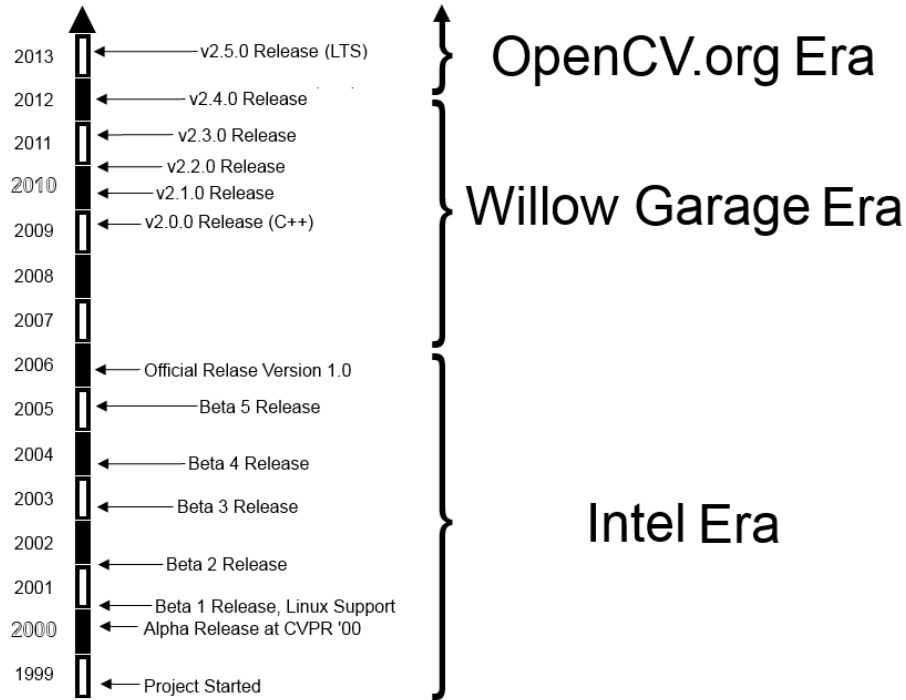 2013
v2.5.0 Release (LTS)
OpenCV.org Era
2012
v2.4.0 Release
2011
v2.3.0 Release
v2.2.0 Release
2010
v2.1.0 Release
Willow Garage Era
2009
v2.0.0 Release (C++)
2008
2007
2006
Official Relase Version 1.0
2005
Beta 5 Release
2004
Beta 4 Release
2003
Beta 3 Release
Intel Era
2002
Beta 2 Release
2001
Beta 1 Release, Linux Support
2000
Alpha Release at CVPR '00
1999
Project Started